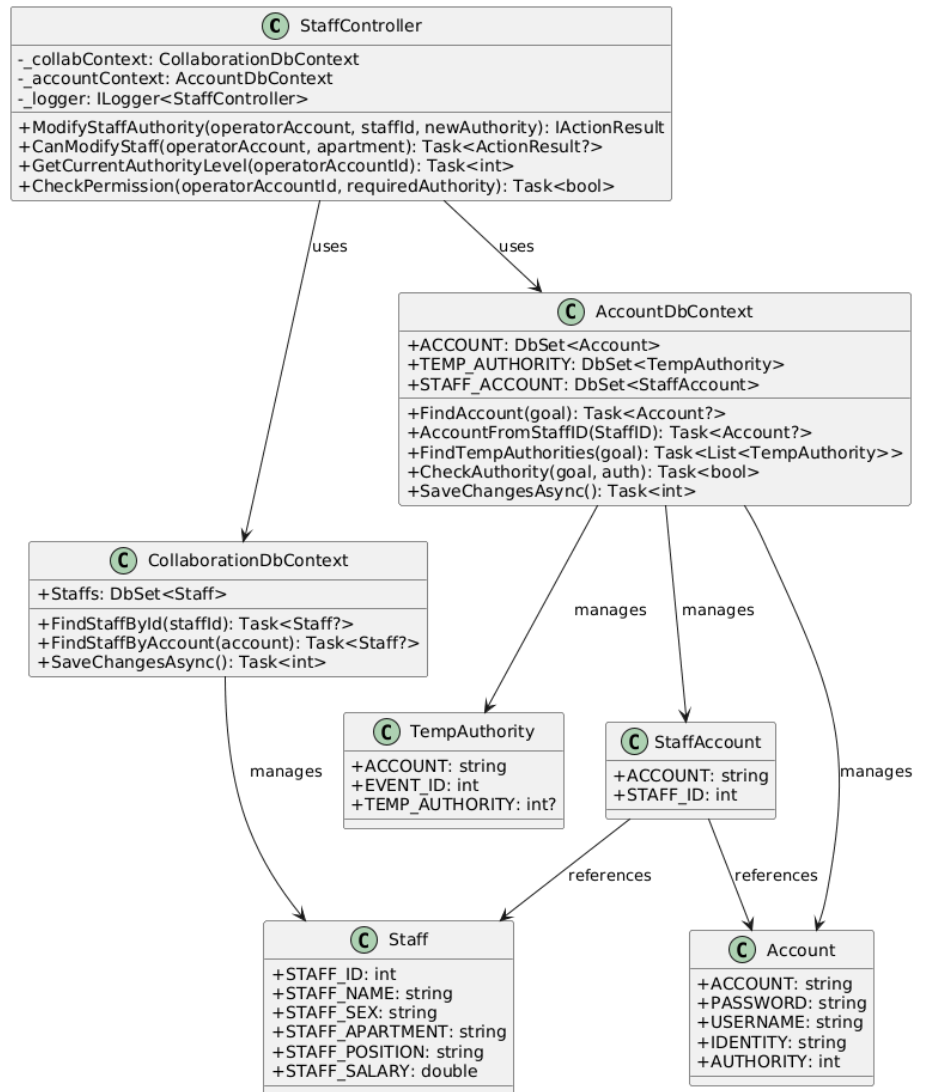 C StaffController
-_collabContext: CollaborationDbContext
-_accountContext: AccountDbContext
-_logger: ILogger<StaffController>
+ModifyStaffAuthority(operatorAccount, staffId, newAuthority): IActionResult
+CanModifyStaff(operatorAccount, apartment): Task<ActionResult?>
+GetCurrentAuthorityLevel(operatorAccountId): Task<int>
+CheckPermission(operatorAccountId, requiredAuthority): Task<bool>
uses
uses
C AccountDbContext
+ACCOUNT: DbSet<Account>
+TEMP_AUTHORITY: DbSet<TempAuthority>
+STAFF_ACCOUNT: DbSet<StaffAccount>
+FindAccount(goal): Task<Account?>
+AccountFromStaffID(StaffID): Task<Account?>
+FindTempAuthorities(goal): Task<List<TempAuthority>>
+CheckAuthority(goal, auth): Task<bool>
+SaveChangesAsync(): Task<int>
C CollaborationDbContext
+Staffs: DbSet<Staff>
+FindStaffById(staffId): Task<Staff?>
+FindStaffByAccount(account): Task<Staff?>
+SaveChangesAsync(): Task<int>
manages
manages
manages
manages
C TempAuthority
+ACCOUNT: string
+EVENT_ID: int
+TEMP_AUTHORITY: int?
C StaffAccount
+ACCOUNT: string
+STAFF_ID: int
references
references
C Staff
+STAFF_ID: int
+STAFF_NAME: string
+STAFF_SEX: string
+STAFF_APARTMENT: string
+STAFF_POSITION: string
+STAFF_SALARY: double
C Account
+ACCOUNT: string
+PASSWORD: string
+USERNAME: string
+IDENTITY: string
+AUTHORITY: int